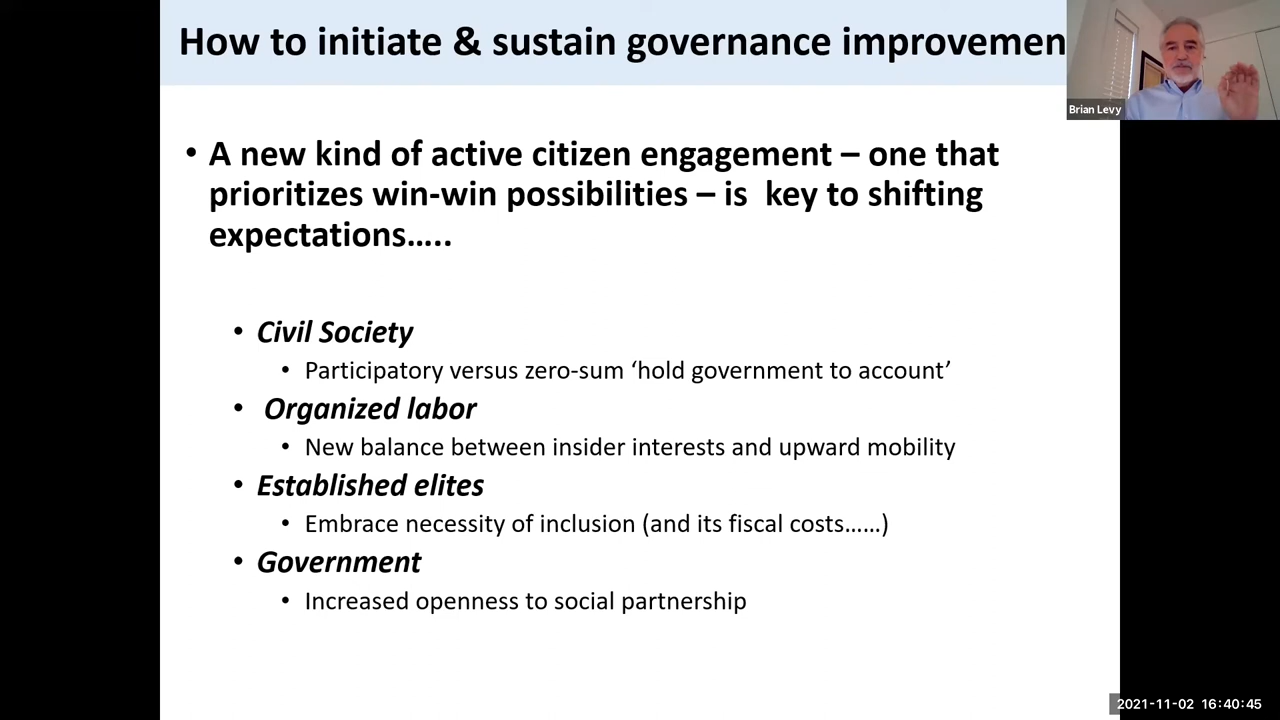 How to initiate & sustain governance improvemen
Brian Levy
• A new kind of active citizen engagement – one that
prioritizes win-win possibilities – is  key to shifting
expectations…..
• Civil Society
• Participatory versus zero-sum ‘hold government to account’
• Organized labor
• New balance between insider interests and upward mobility
• Established elites
• Embrace necessity of inclusion (and its fiscal costs……)
• Government
• Increased openness to social partnership
2021-11-02 16:40:45